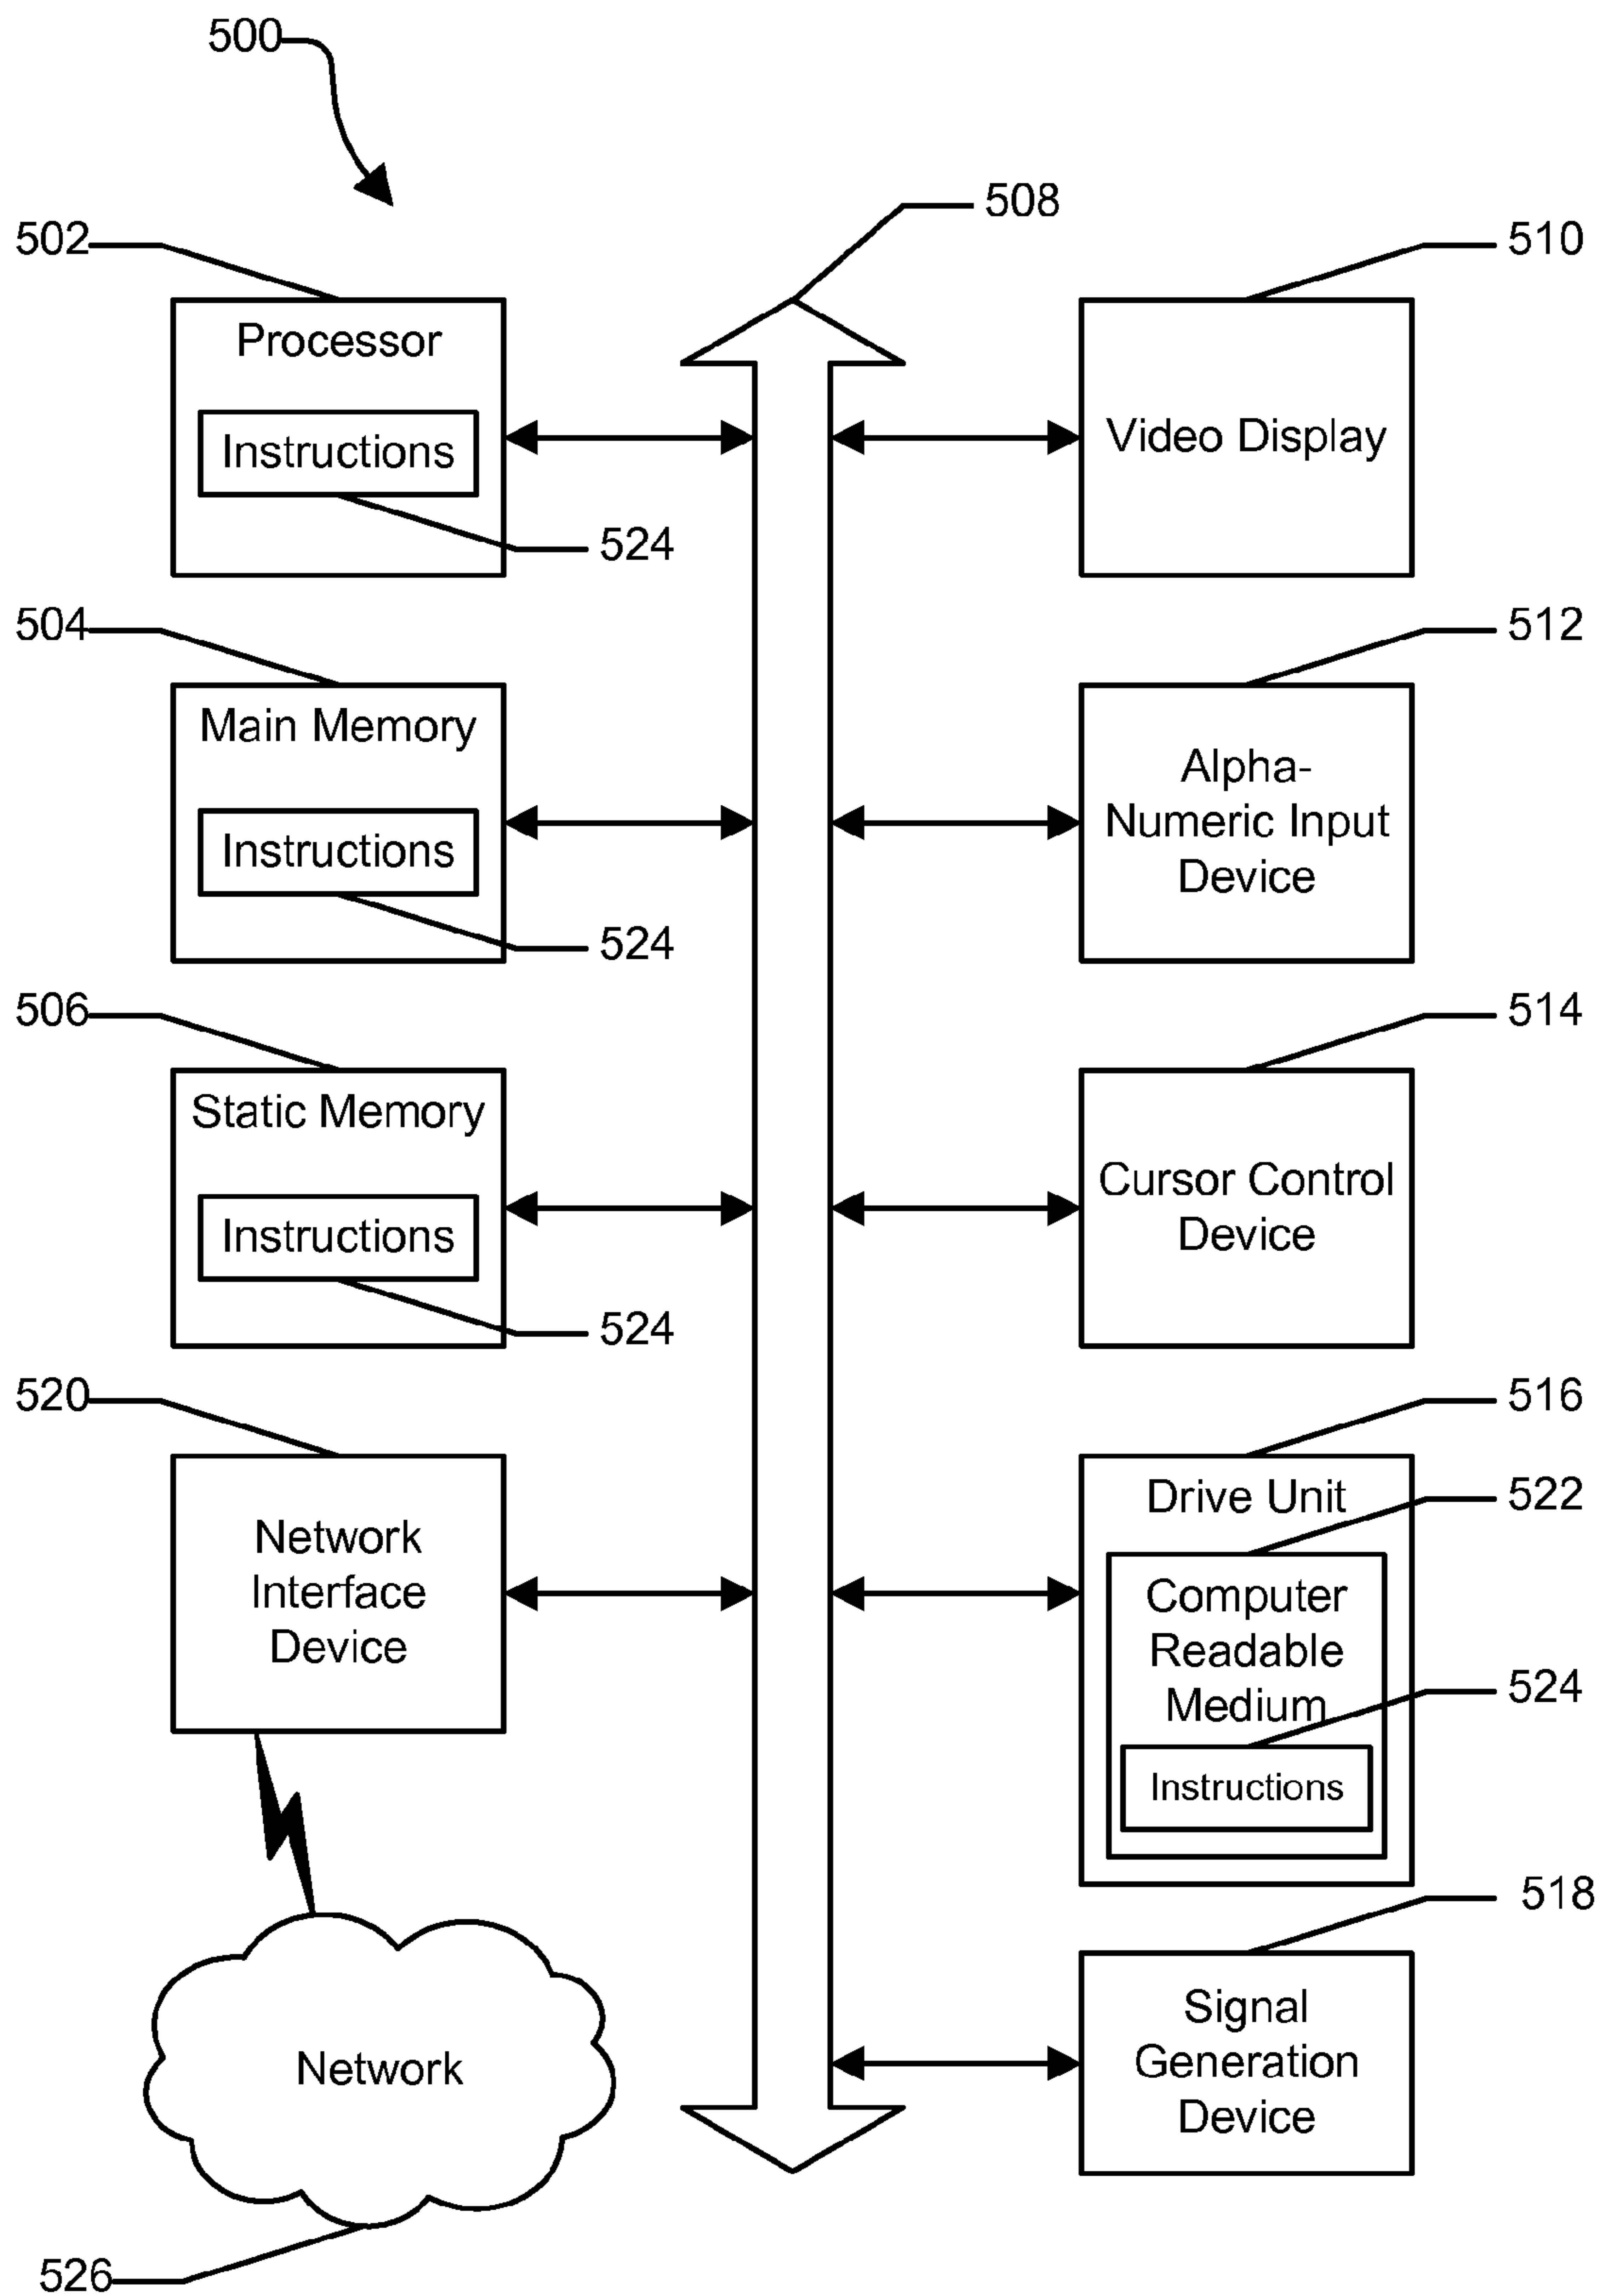 500
508
502
510
Processor
Instructions
524
Video Display
504
512
Main Memory
Instructions
524
Alpha-
Numeric Input
Device
506
514
Static Memory
Instructions
524
Cursor Control
Device
520
516
Network
Interface
Device
Drive Unit
522
Computer
Readable
Medium
524
Instructions
518
Signal
Generation
Device
Network
526